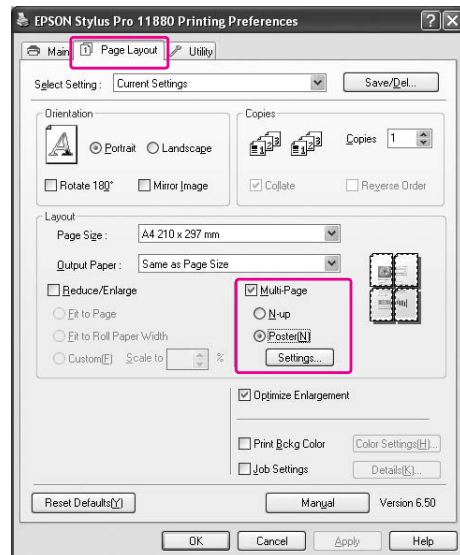 EPSON Stylus Pro 11880 Printing Preferences
Main Page Layout Utility
Select Setting : Current Settings Save/Del...
Orientation
A Portrait Landscape
Rotate 180° Mirror Image
Copies
Copies 1
Collate Reverse Order
Layout
Page Size : A4 210 x 297 mm
Output Paper : Same as Page Size
Reduce/Enlarge
Fit to Page
Fit to Roll Paper Width
Custom(F) Scale to %
Multi-Page
N-up
Poster(N)
Settings...
Optimize Enlargement
Print Bckg Color Color Settings(H)...
Job Settings Details(K)...
Reset Defaults(Y) Manual Version 6.50
OK Cancel Apply Help